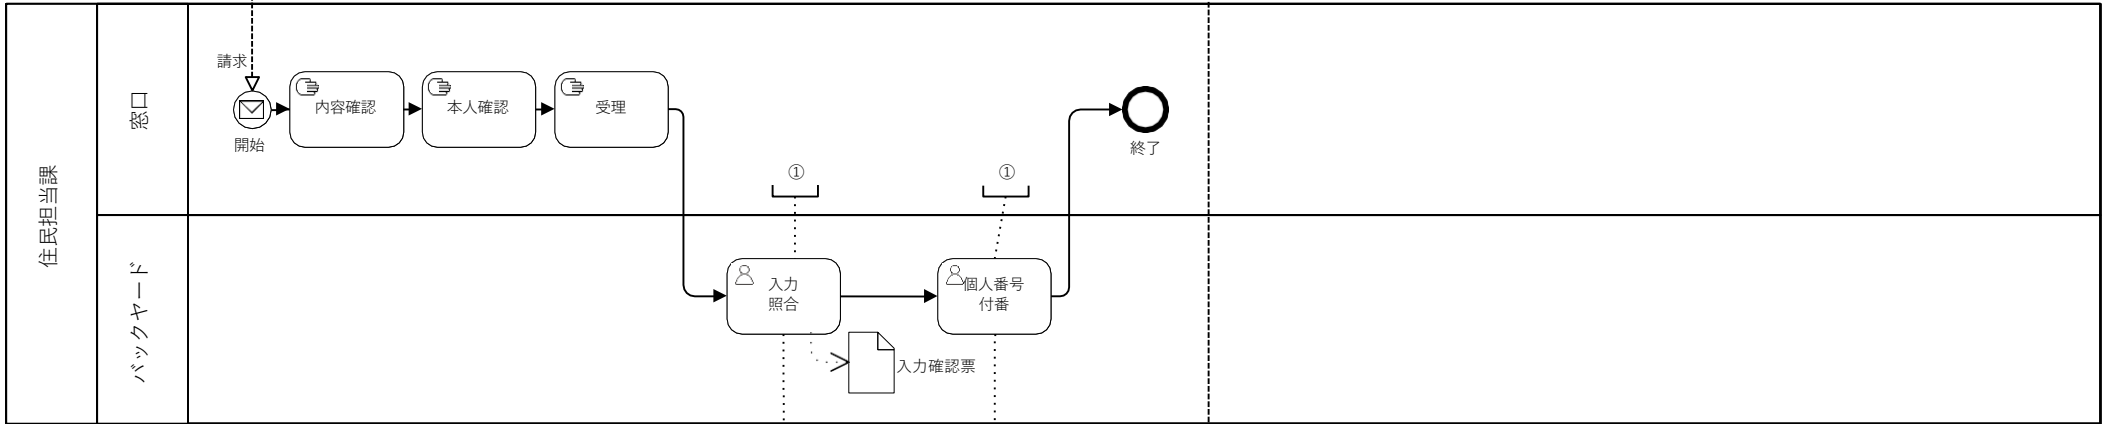 住民担当課
窓口
請求
開始
内容確認
本人確認
受理
①
①
終了
バックヤード
入力
照合
個人番号
付番
入力確認票